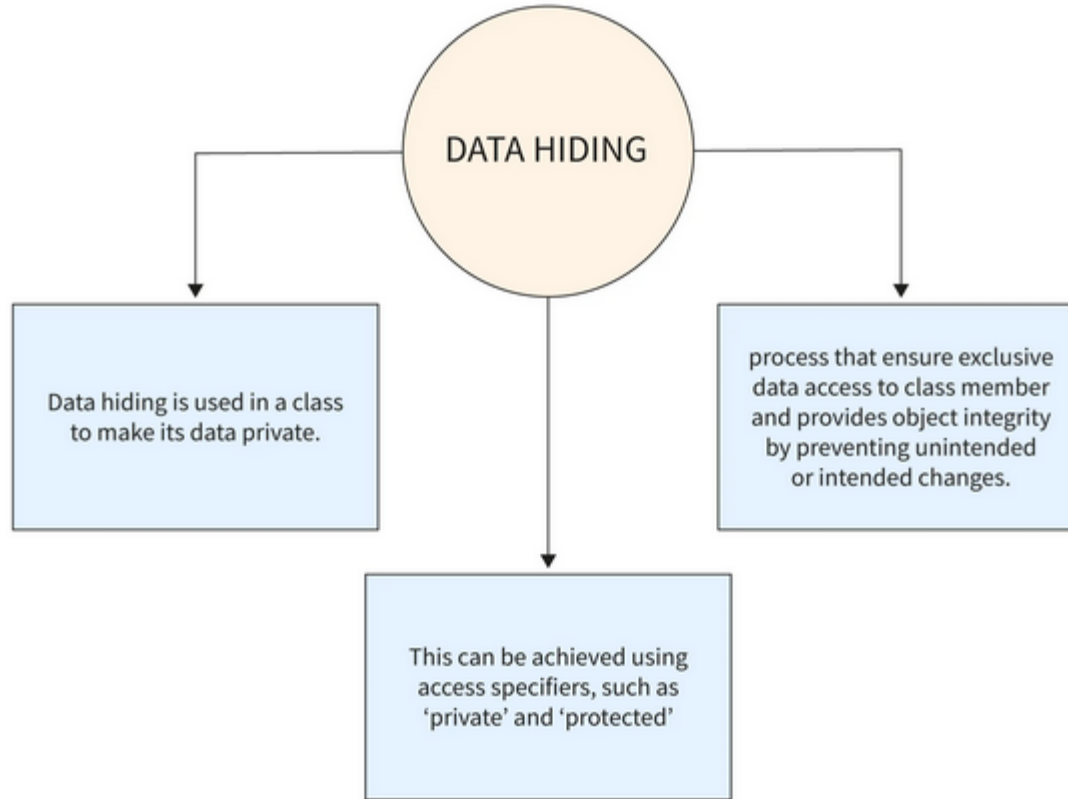 DATA HIDING
Data hiding is used in a class
to make its data private.
process that ensure exclusive
data access to class member
and provides object integrity
by preventing unintended
or intended changes.
This can be achieved using
access specifiers, such as
‘private’ and ‘protected’